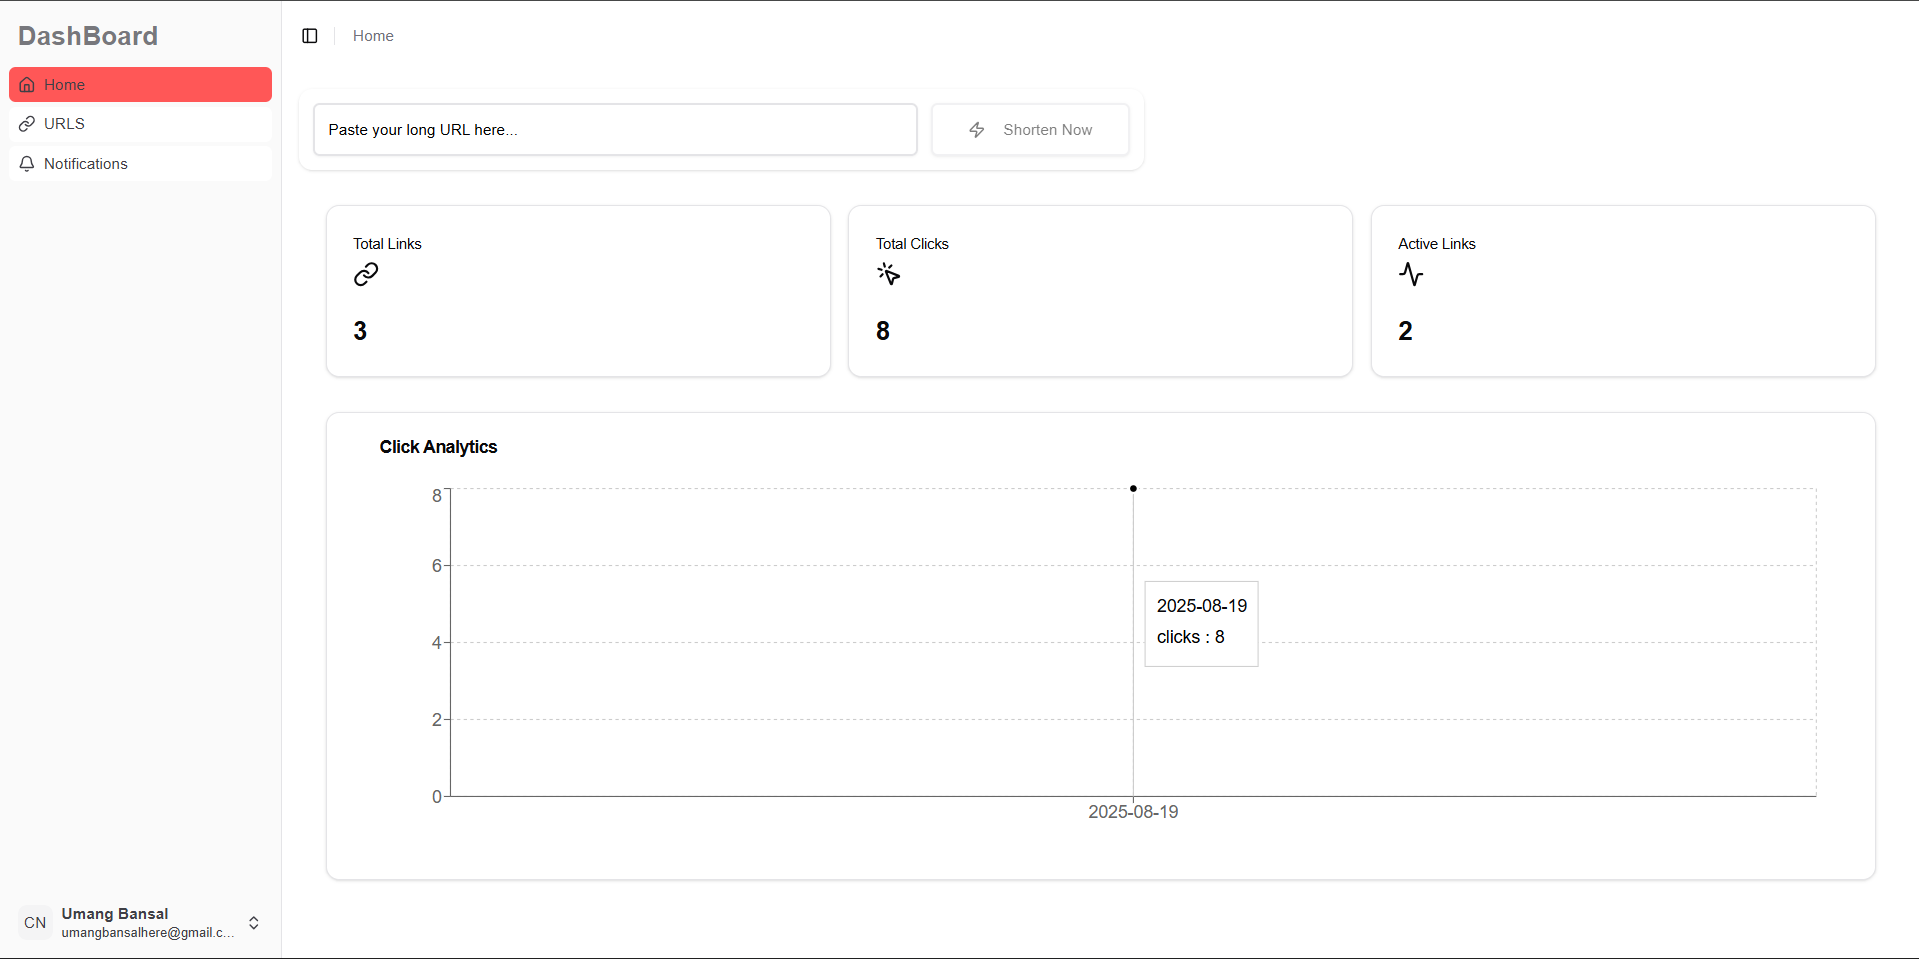 DashBoard
Home
URLS
Notifications
Home
Paste your long URL here...
Shorten Now
Total Links
3
Total Clicks
8
Active Links
2
Click Analytics
8
6
4
2
0
2025-08-19
clicks : 8
2025-08-19
CN
Umang Bansal
umangbansalhere@gmail.c...